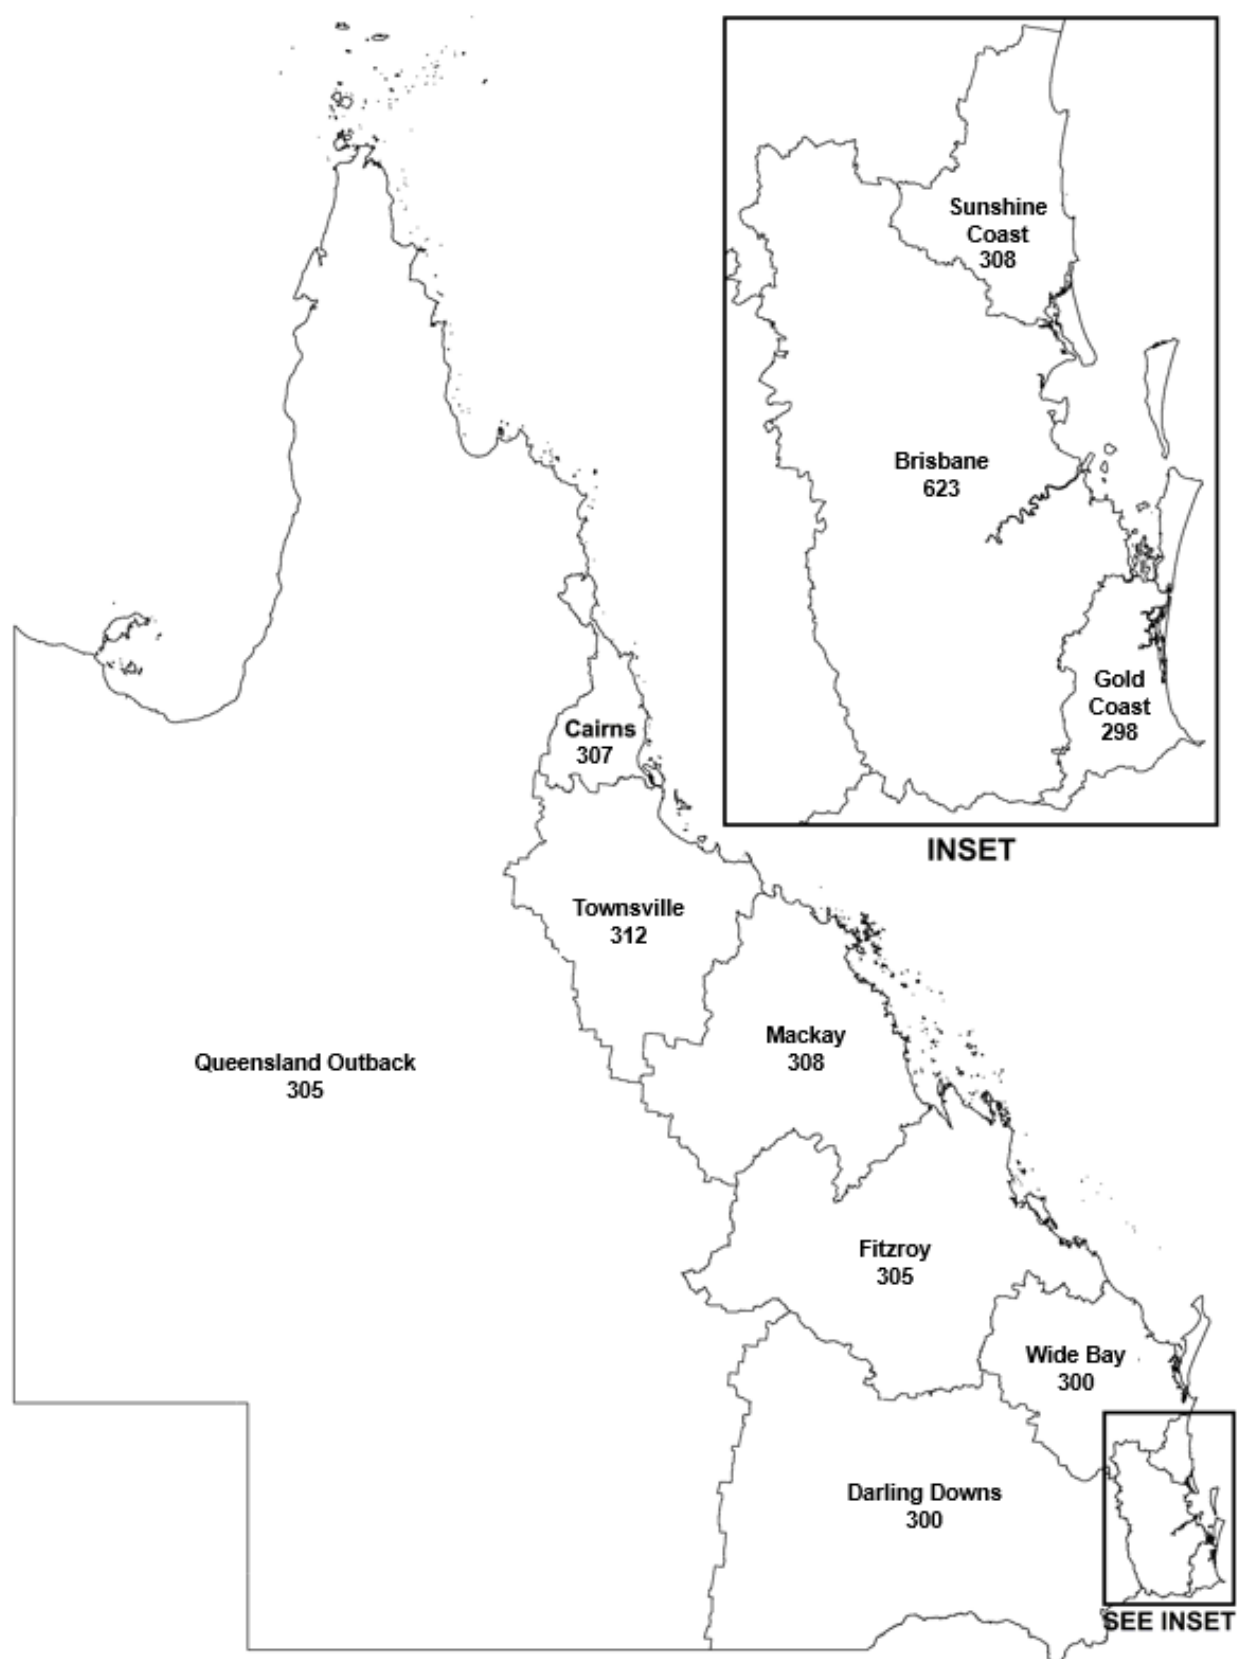 Sunshine
Coast
308
Brisbane
623
Gold
Coast
298
INSET
Cairns
307
Townsville
312
Mackay
308
Queensland Outback
305
Fitzroy
305
Wide Bay
300
Darling Downs
300
SEE INSET